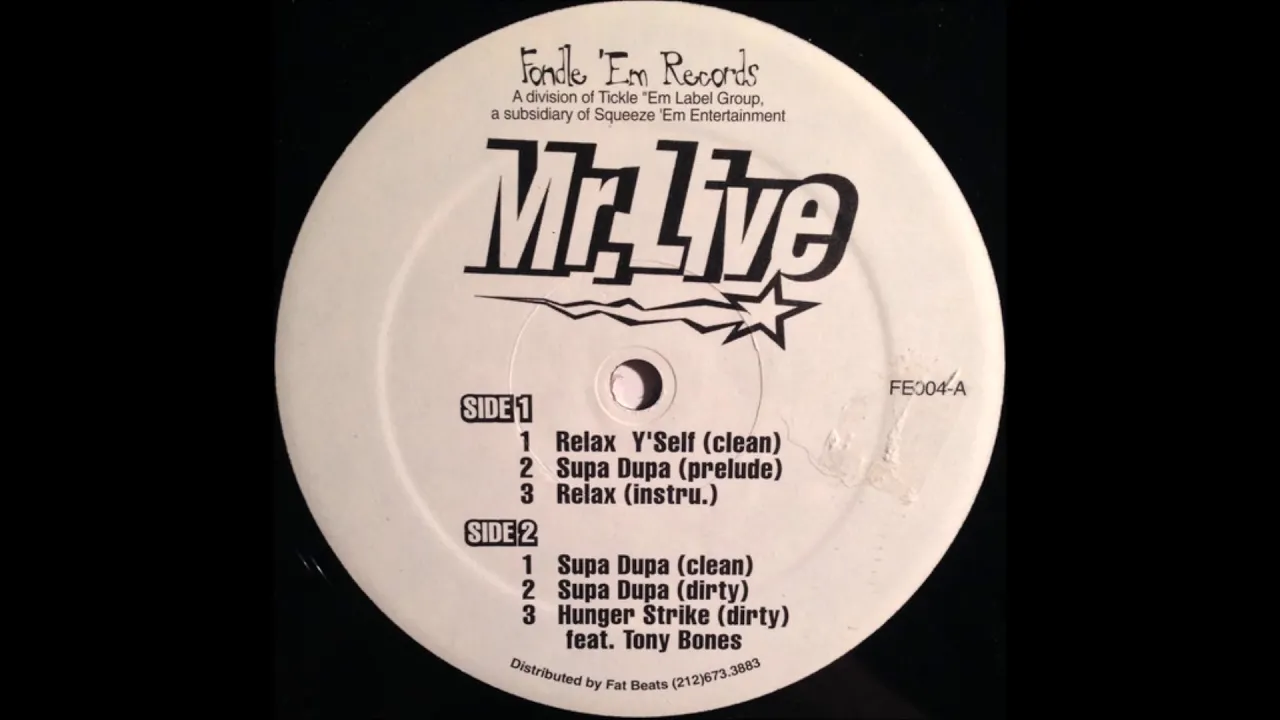 Fondle 'Em Records
A division of Tickle "Em Label Group,
a subsidiary of Squeeze 'Em Entertainment
Mr. Live
FE004-A
SIDE 1
1 Relax Y'Self (clean)
2 Supa Dupa (prelude)
3 Relax (instru.)
SIDE 2
1 Supa Dupa (clean)
2 Supa Dupa (dirty)
3 Hunger Strike (dirty)
feat. Tony Bones
Distributed by Fat Beats (212)673.3883